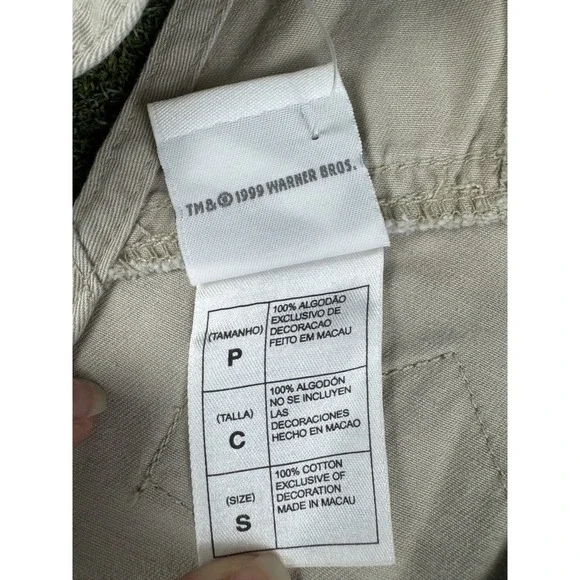 TM & © 1999 WARNER BROS.
(TAMANHO)
P
100% ALGODÃO
EXCLUSIVO DE
DECORACAO
FEITO EM MACAU
(TALLA)
C
100% ALGODÓN
NO SE INCLUYEN
LAS
DECORACIONES
HECHO EN MACAO
(SIZE)
S
100% COTTON
EXCLUSIVE OF
DECORATION
MADE IN MACAU